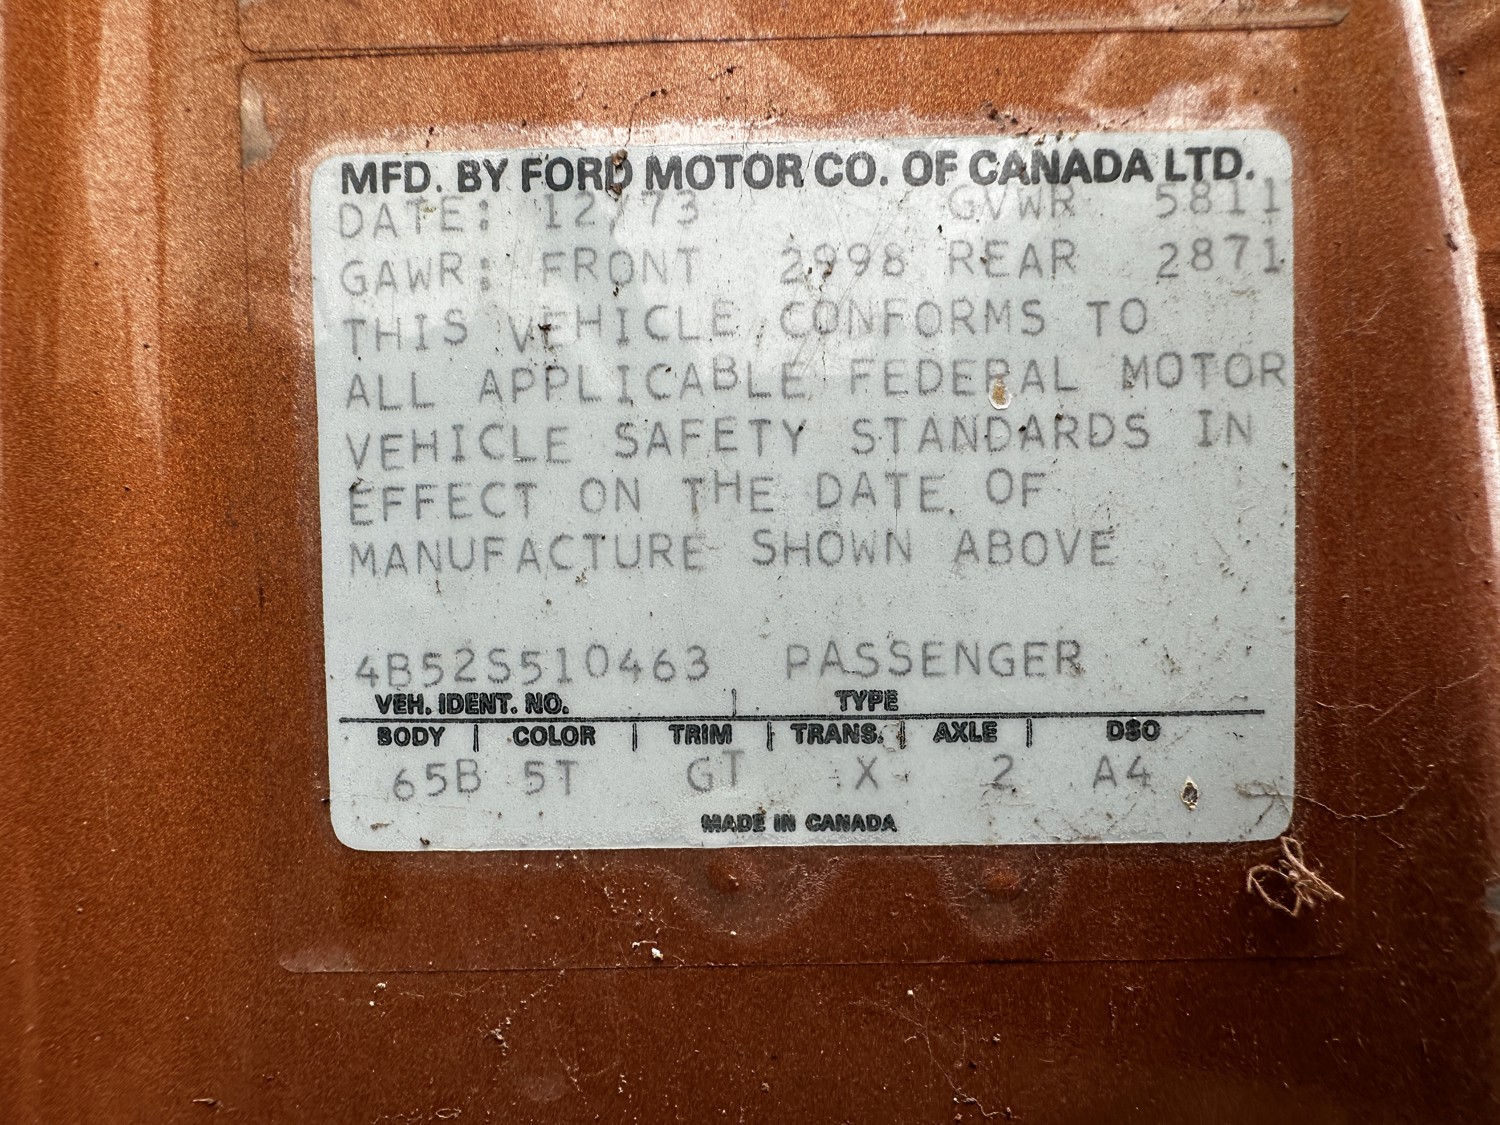 MFD. BY FORD MOTOR CO. OF CANADA LTD.
DATE: 12/73 GVWR 5811
GAWR: FRONT 2998 REAR 2871
THIS VEHICLE CONFORMS TO
ALL APPLICABLE FEDERAL MOTOR
VEHICLE SAFETY STANDARDS IN
EFFECT ON THE DATE OF
MANUFACTURE SHOWN ABOVE
4B52S510463 PASSENGER
VEH. IDENT. NO. | TYPE
BODY | COLOR | TRIM | TRANS. | AXLE | DSO
65B 5T GT X 2 A4
MADE IN CANADA